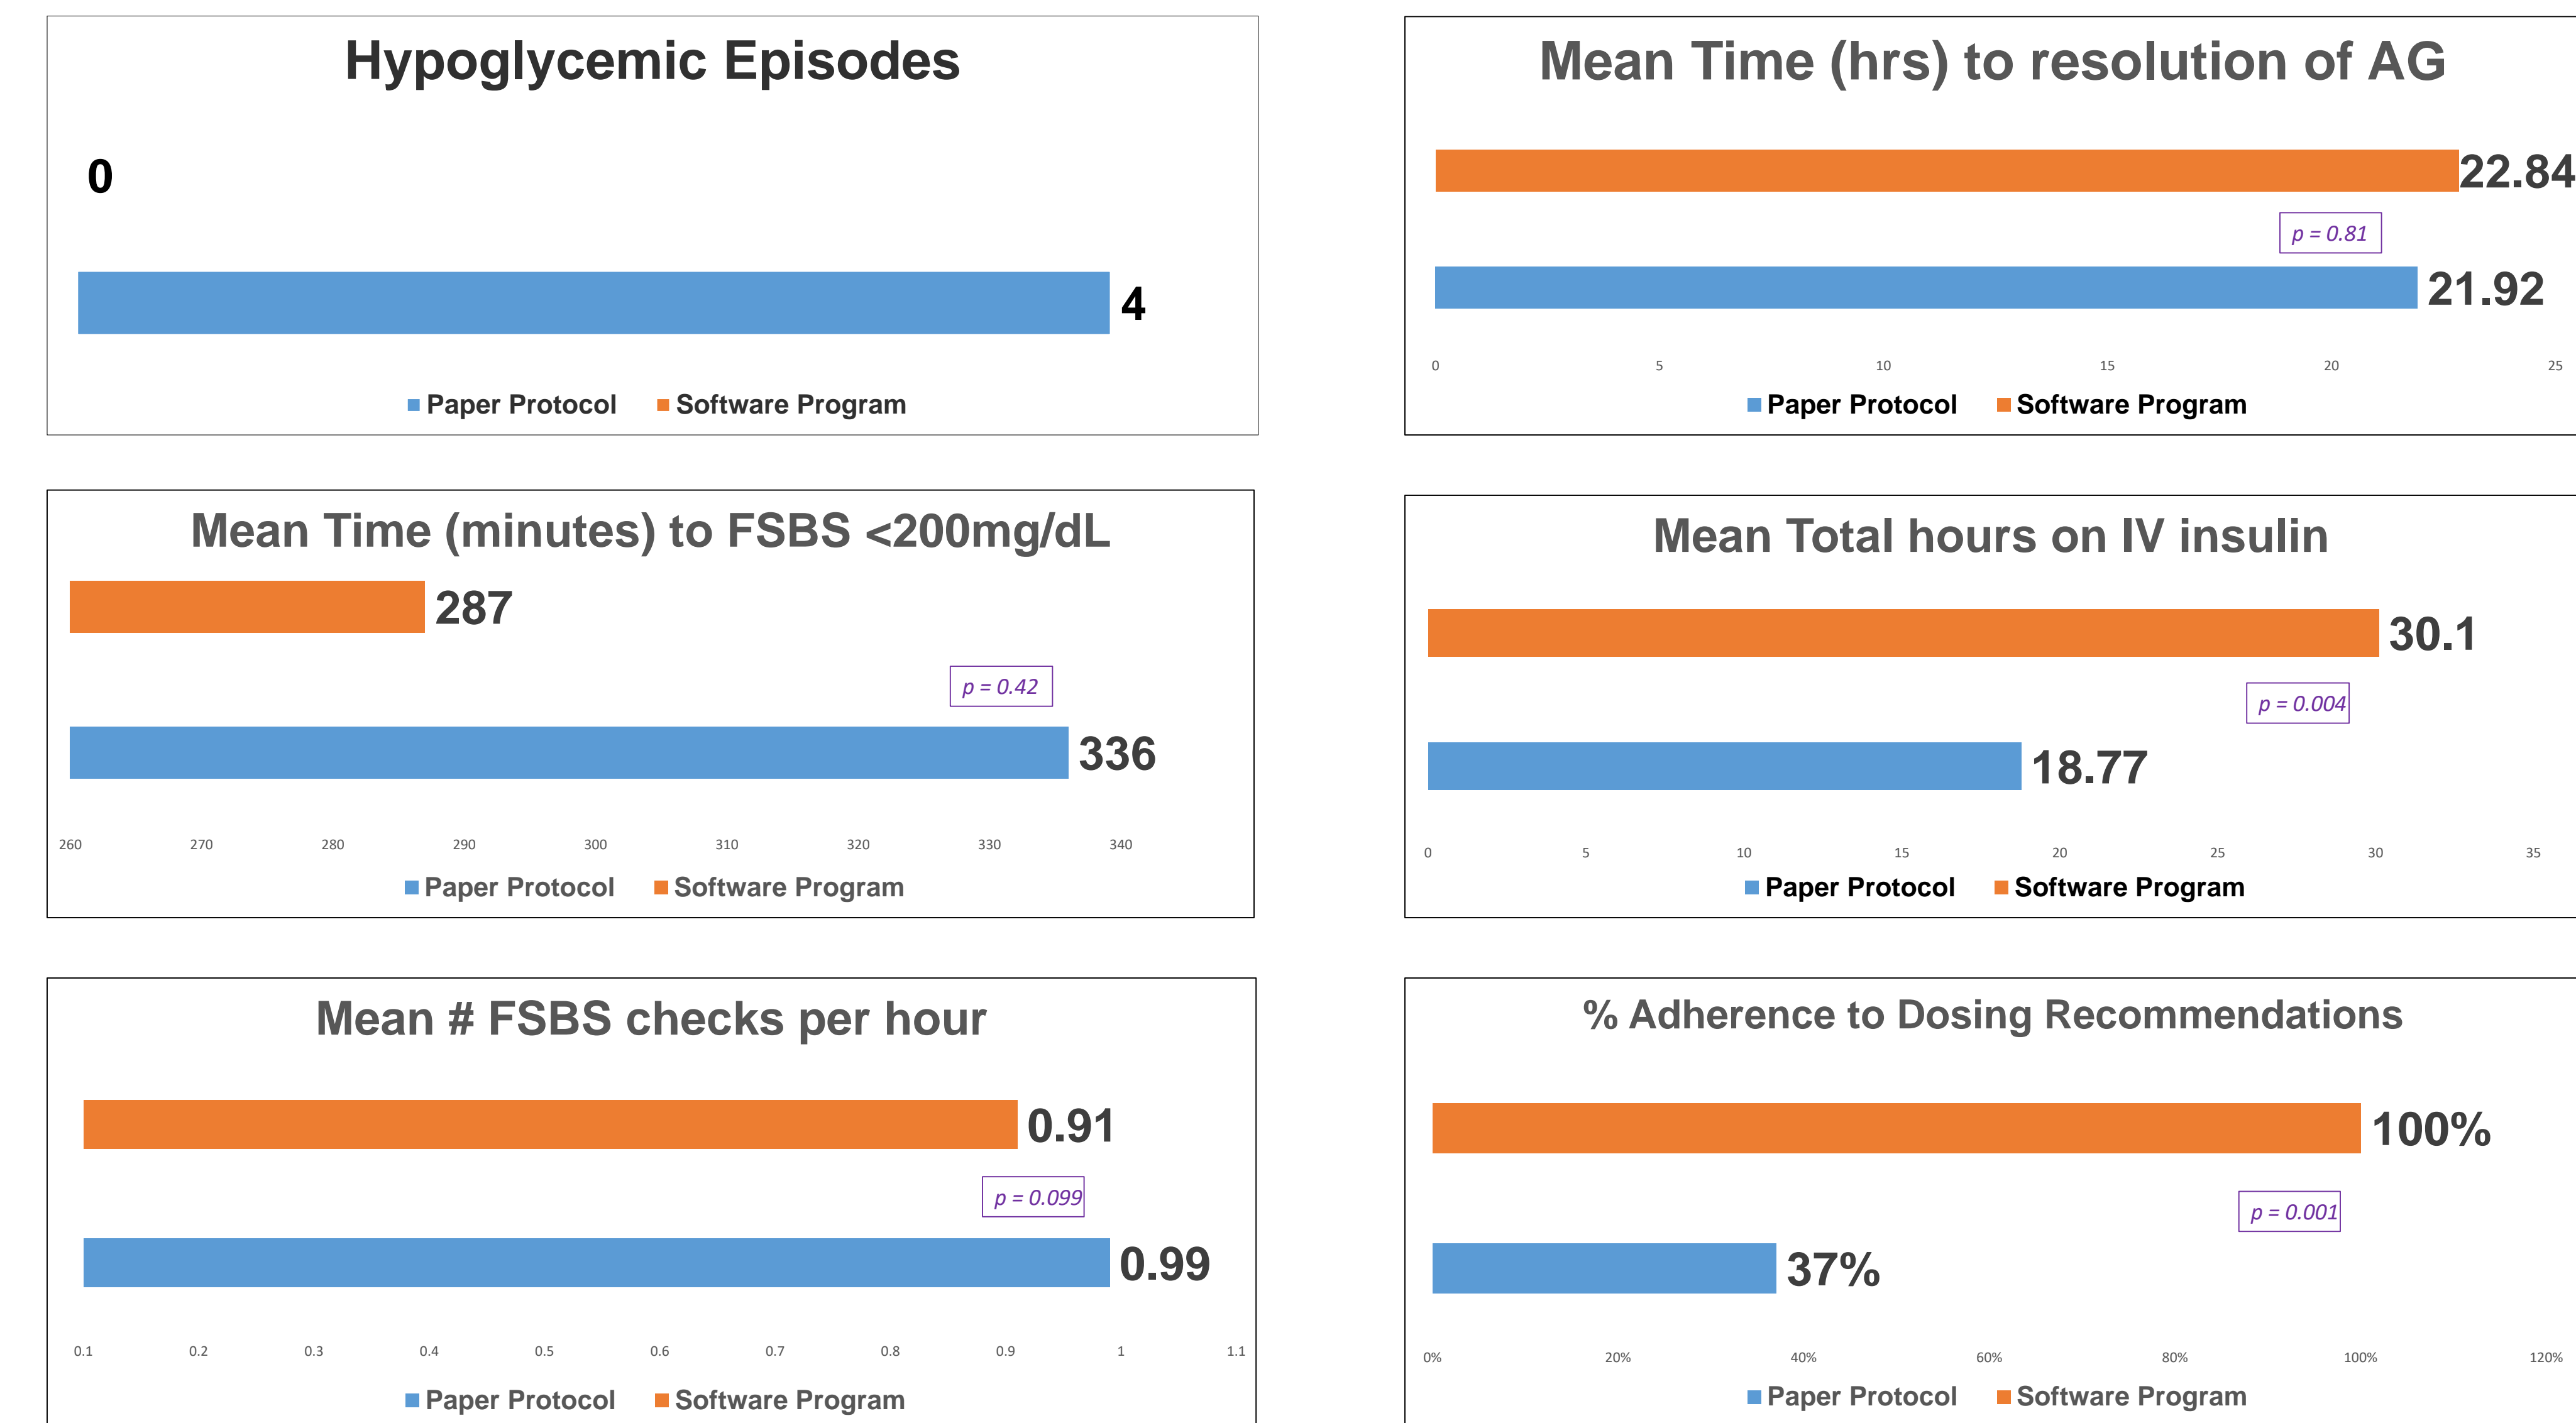 Hypoglycemic Episodes
0
4
Paper Protocol Software Program
Mean Time (hrs) to resolution of AG
22.84
p = 0.81
21.92
0 5 10 15 20 25
Paper Protocol Software Program
Mean Time (minutes) to FSBS <200mg/dL
287
p = 0.42
336
260 270 280 290 300 310 320 330 340
Paper Protocol Software Program
Mean Total hours on IV insulin
30.1
p = 0.004
18.77
0 5 10 15 20 25 30 35
Paper Protocol Software Program
Mean # FSBS checks per hour
0.91
p = 0.099
0.99
0.1 0.2 0.3 0.4 0.5 0.6 0.7 0.8 0.9 1 1.1
Paper Protocol Software Program
% Adherence to Dosing Recommendations
100%
p = 0.001
37%
0% 20% 40% 60% 80% 100% 120%
Paper Protocol Software Program